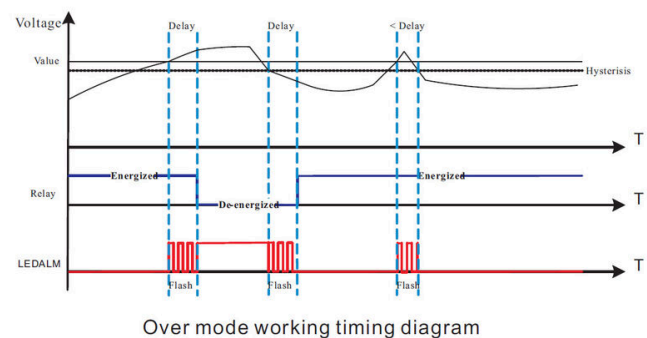 Voltage
Delay
Delay
< Delay
Value
Hysterisis
T
Relay
Energized
De-energized
Energized
T
LEDALM
T
Flash
Flash
Flash
Over mode working timing diagram